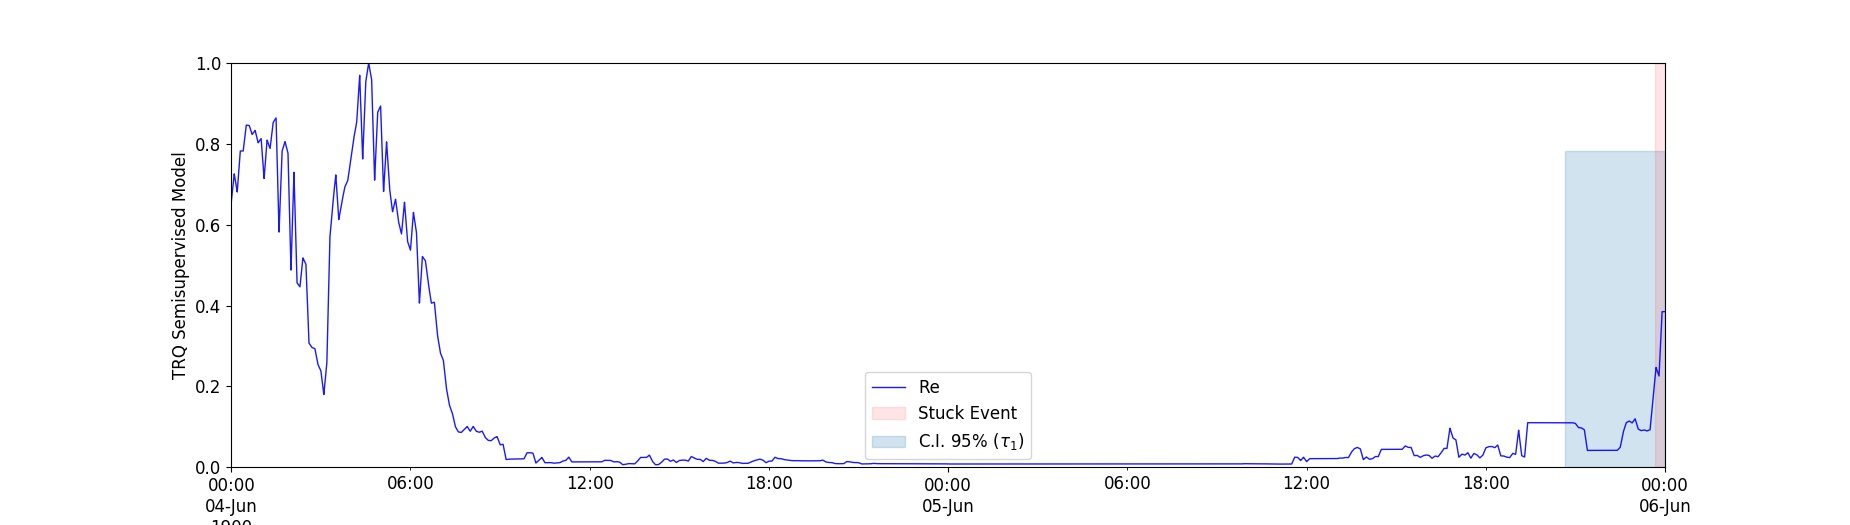 TRQ Semisupervised Model
1.0
0.8
0.6
0.4
0.2
0.0
Re
Stuck Event
C.I. 95% (τ₁)
00:00 06:00 12:00 18:00 00:00 06:00 12:00 18:00 00:00
04-Jun 05-Jun 06-Jun
1900